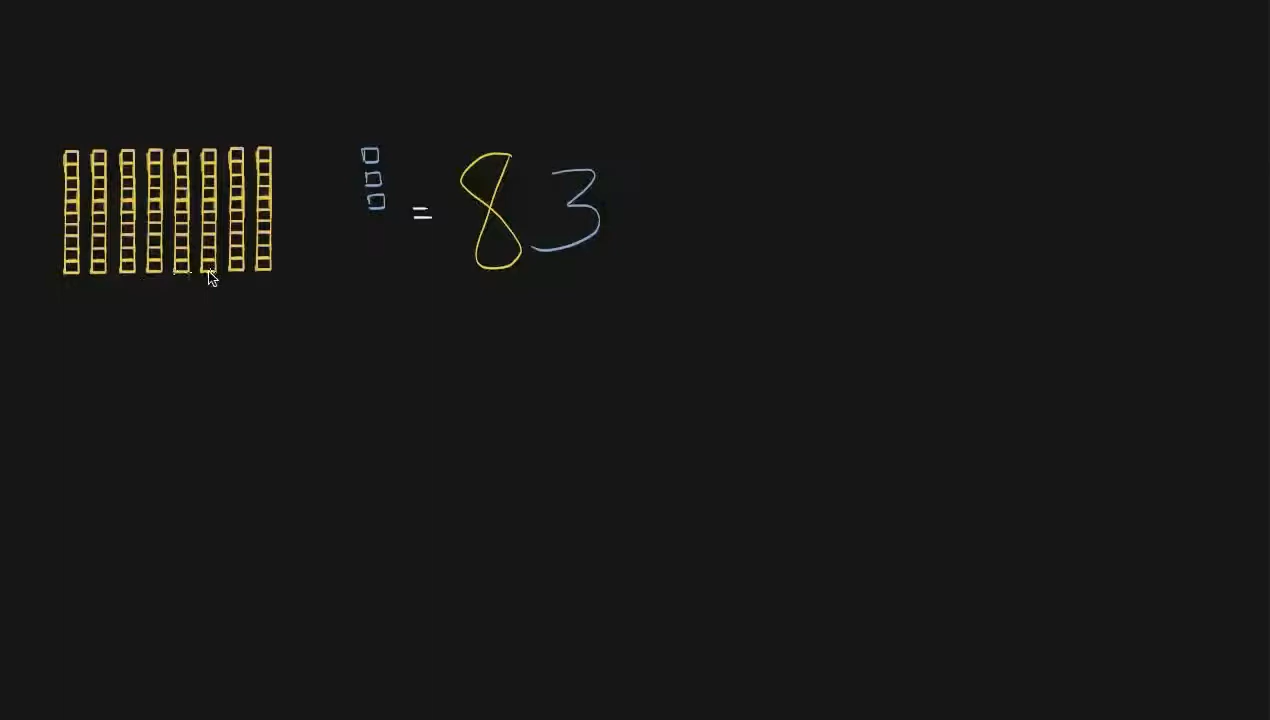 = 83